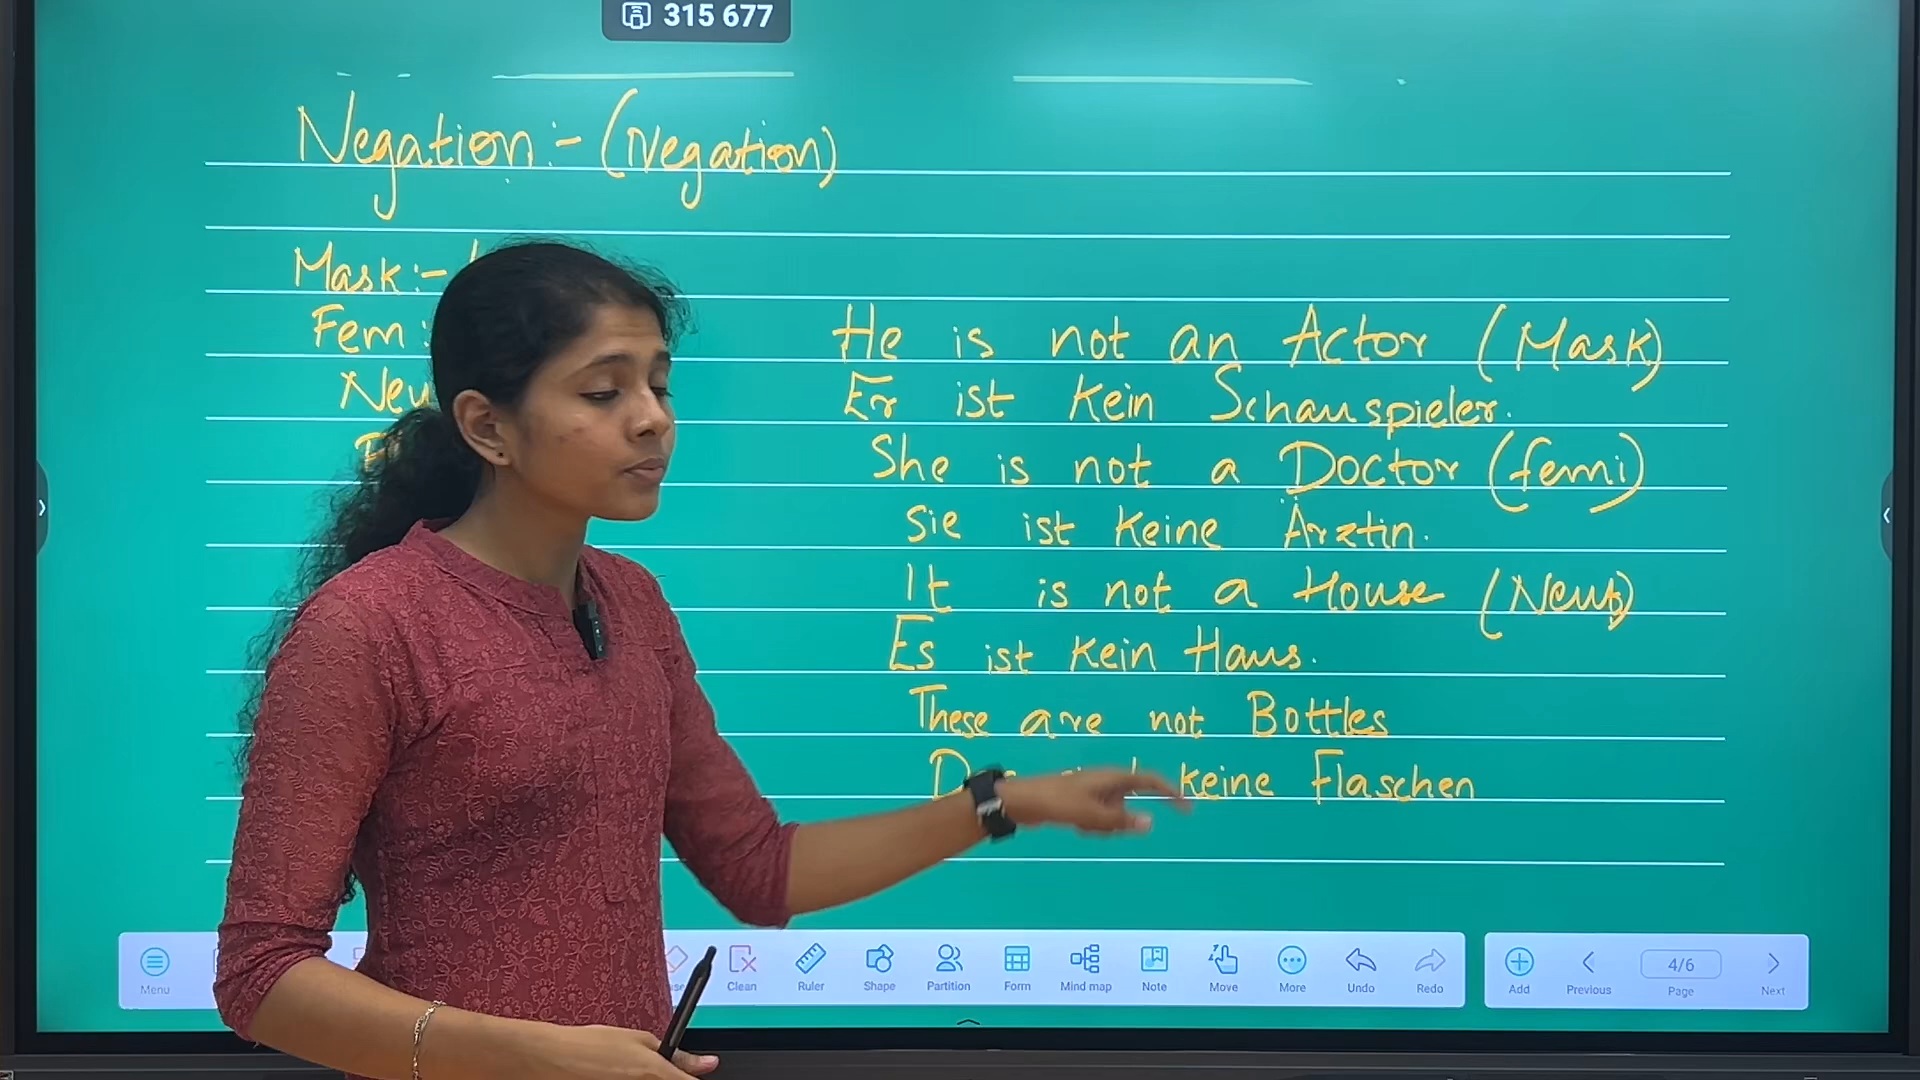 315 677
Negation:- (Negation)
Mask:-
Fem:
He is not an Actor (Mask)
Er ist kein Schauspieler.
She is not a Doctor (femi)
Sie ist keine Ärztin.
It is not a House (Neut)
Es ist kein Haus.
These are not Bottles
keine Flaschen
Menu
Clean
Ruler
Shape
Partition
Form
Mind map
Note
Move
More
Undo
Redo
Add
Previous
4/6
Page
Next